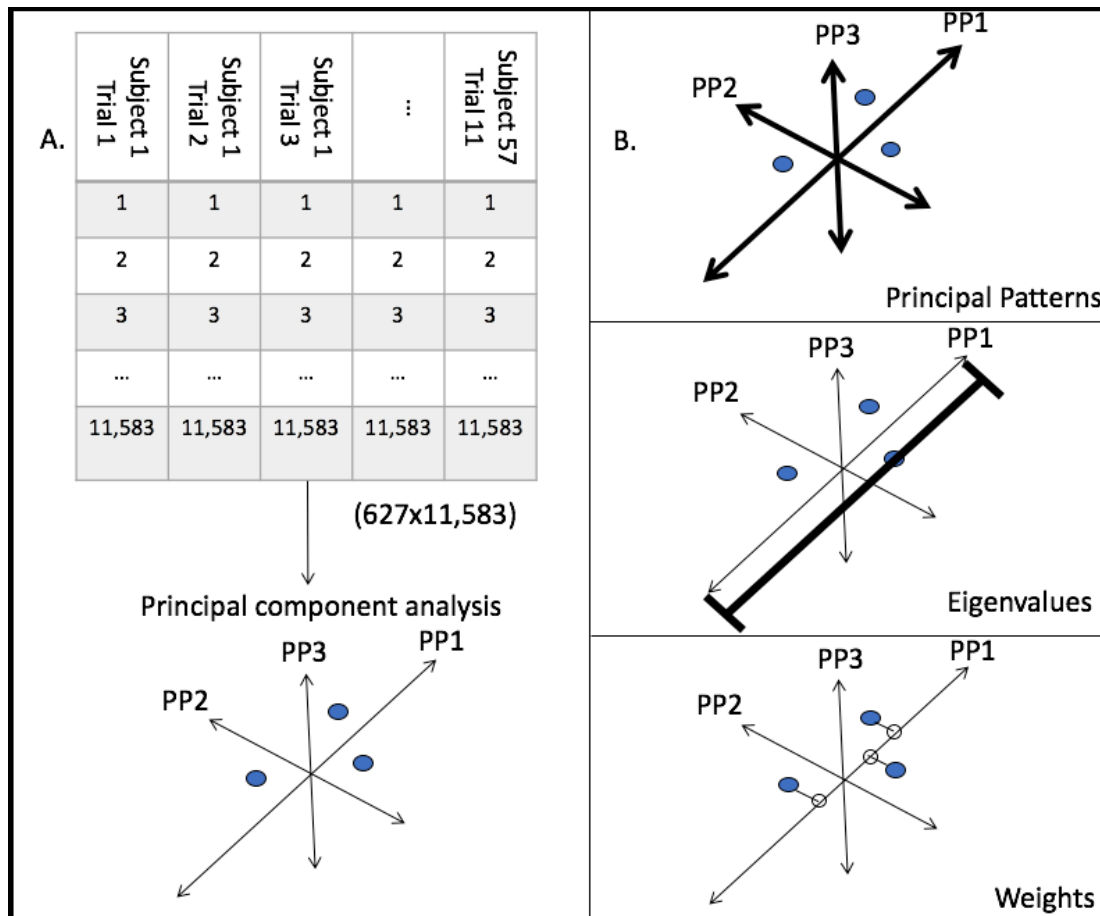 A.
Subject 1 Trial 1
Subject 1 Trial 2
Subject 1 Trial 3
...
Subject 57 Trial 11
1 1 1 1 1
2 2 2 2 2
3 3 3 3 3
... ... ... ... ...
11,583 11,583 11,583 11,583 11,583
(627x11,583)
Principal component analysis
PP1
PP3
PP2
B.
PP1
PP3
PP2
Principal Patterns
PP1
PP3
PP2
Eigenvalues
PP1
PP3
PP2
Weights